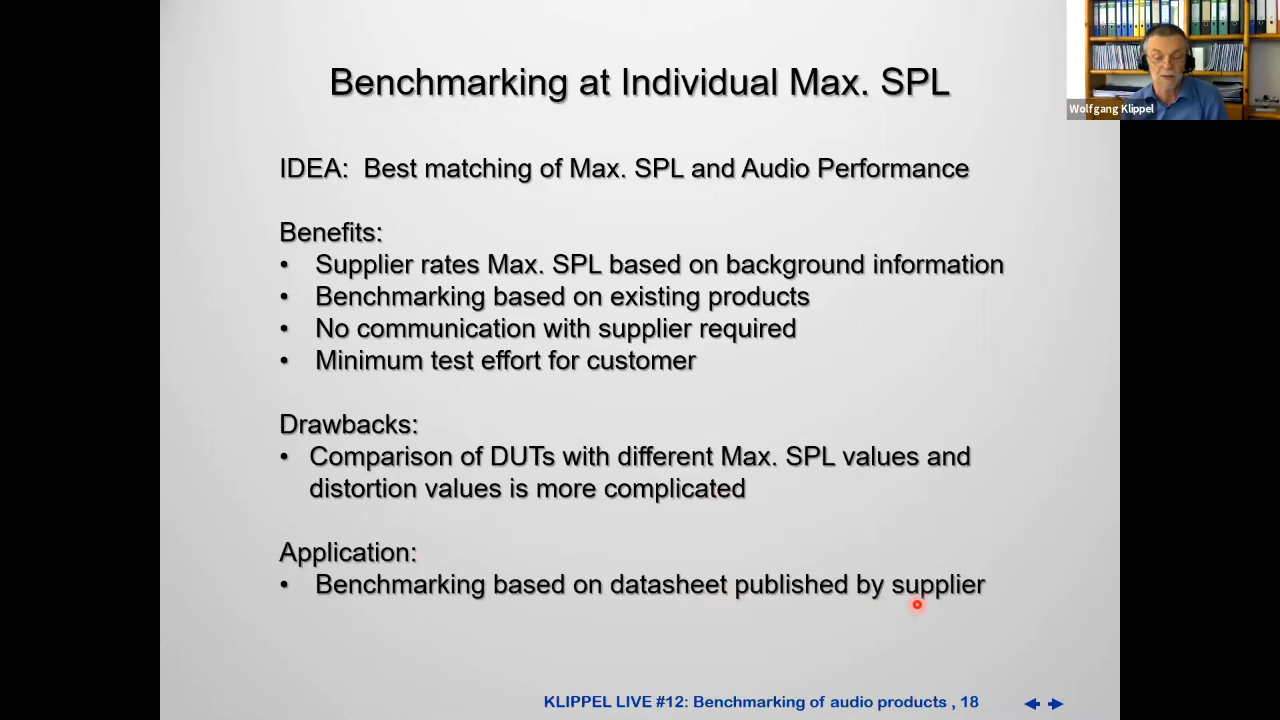 Benchmarking at Individual Max. SPL
Wolfgang Klippel
IDEA: Best matching of Max. SPL and Audio Performance
Benefits:
• Supplier rates Max. SPL based on background information
• Benchmarking based on existing products
• No communication with supplier required
• Minimum test effort for customer
Drawbacks:
• Comparison of DUTs with different Max. SPL values and
distortion values is more complicated
Application:
• Benchmarking based on datasheet published by supplier
KLIPPEL LIVE #12: Benchmarking of audio products , 18